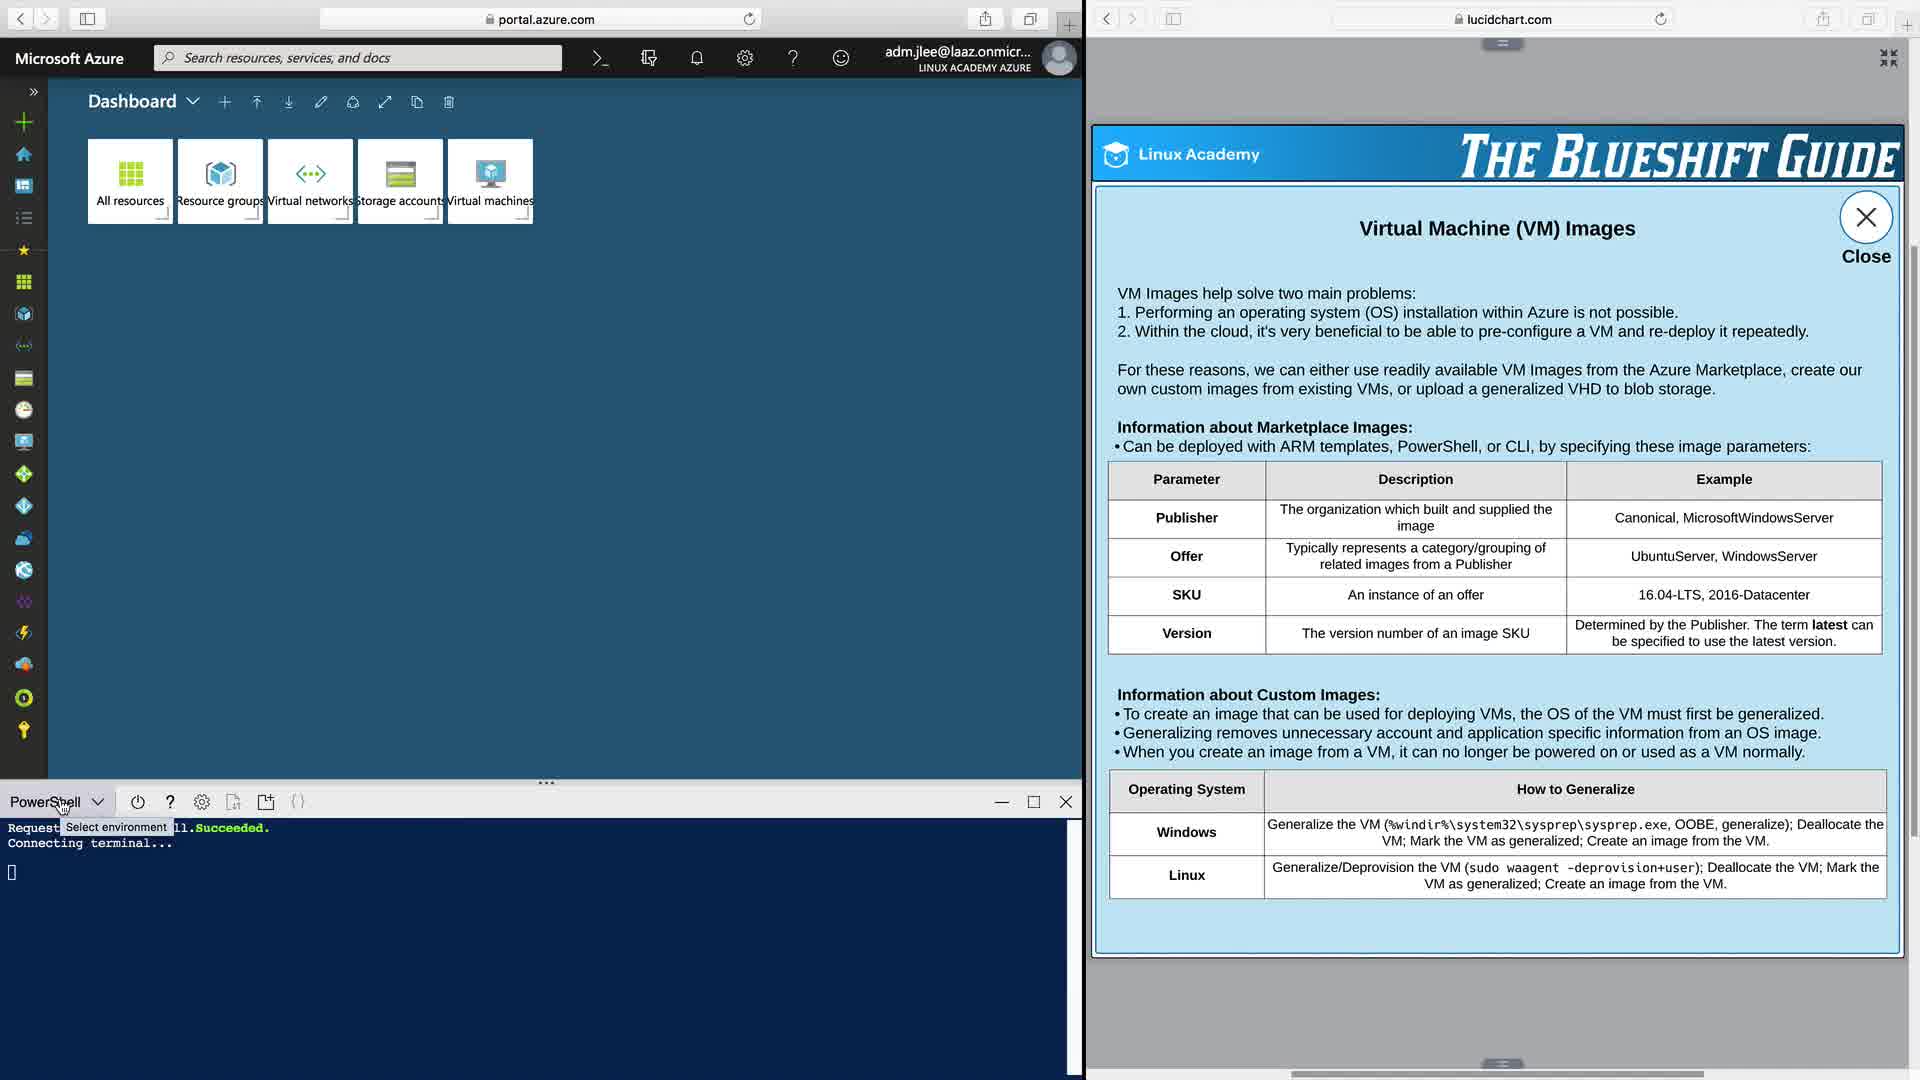 portal.azure.com
Microsoft Azure
Search resources, services, and docs
adm.jlee@laaz.onmicr...
LINUX ACADEMY AZURE
Dashboard
All resources
Resource groups
Virtual networks
Storage accounts
Virtual machines
PowerShell
Select environment
Request
ll.Succeeded.
Connecting terminal...
lucidchart.com
Linux Academy
THE BLUESHIFT GUIDE
Virtual Machine (VM) Images
Close
VM Images help solve two main problems:
1. Performing an operating system (OS) installation within Azure is not possible.
2. Within the cloud, it's very beneficial to be able to pre-configure a VM and re-deploy it repeatedly.
For these reasons, we can either use readily available VM Images from the Azure Marketplace, create our
own custom images from existing VMs, or upload a generalized VHD to blob storage.
Information about Marketplace Images:
• Can be deployed with ARM templates, PowerShell, or CLI, by specifying these image parameters:
Parameter Description Example
Publisher
The organization which built and supplied the
image
Canonical, MicrosoftWindowsServer
Offer
Typically represents a category/grouping of
related images from a Publisher
UbuntuServer, WindowsServer
SKU An instance of an offer 16.04-LTS, 2016-Datacenter
Version The version number of an image SKU
Determined by the Publisher. The term latest can
be specified to use the latest version.
Information about Custom Images:
• To create an image that can be used for deploying VMs, the OS of the VM must first be generalized.
• Generalizing removes unnecessary account and application specific information from an OS image.
• When you create an image from a VM, it can no longer be powered on or used as a VM normally.
Operating System How to Generalize
Windows
Generalize the VM (%windir%\system32\sysprep\sysprep.exe, OOBE, generalize); Deallocate the
VM; Mark the VM as generalized; Create an image from the VM.
Linux
Generalize/Deprovision the VM (sudo waagent -deprovision+user); Deallocate the VM; Mark the
VM as generalized; Create an image from the VM.